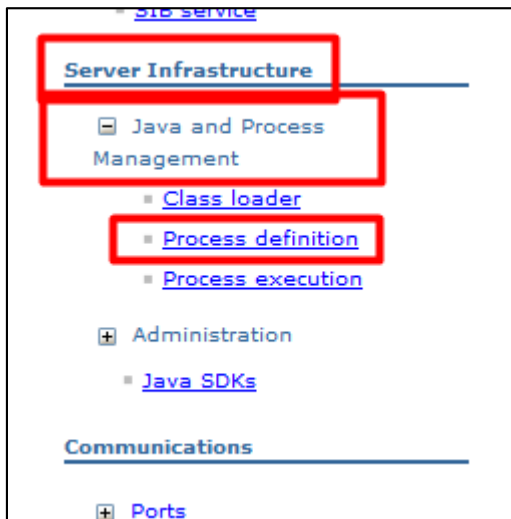 SIB service
Server Infrastructure
Java and Process
Management
Class loader
Process definition
Process execution
Administration
Java SDKs
Communications
Ports